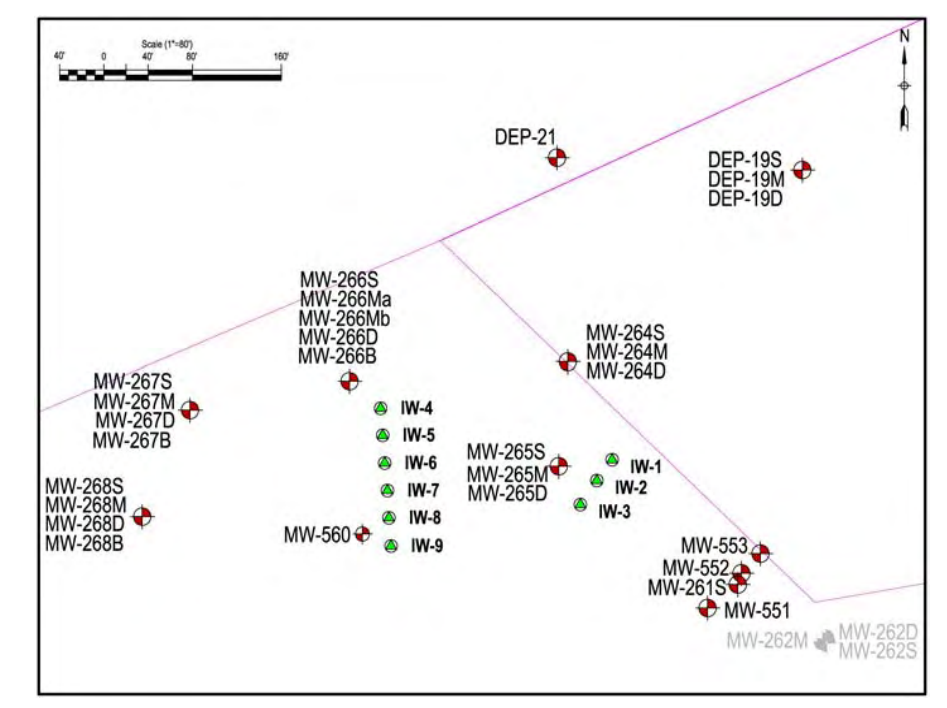 Scale (1"=80')
40' 0 40' 80' 160'
N
DEP-21
DEP-19S
DEP-19M
DEP-19D
MW-266S
MW-266Ma
MW-266Mb
MW-266D
MW-266B
MW-264S
MW-264M
MW-264D
MW-267S
MW-267M
MW-267D
MW-267B
IW-4
IW-5
IW-6
IW-7
IW-8
IW-9
MW-265S
MW-265M
MW-265D
IW-1
IW-2
IW-3
MW-268S
MW-268M
MW-268D
MW-268B
MW-560
MW-553
MW-552
MW-261S
MW-551
MW-262M
MW-262D
MW-262S